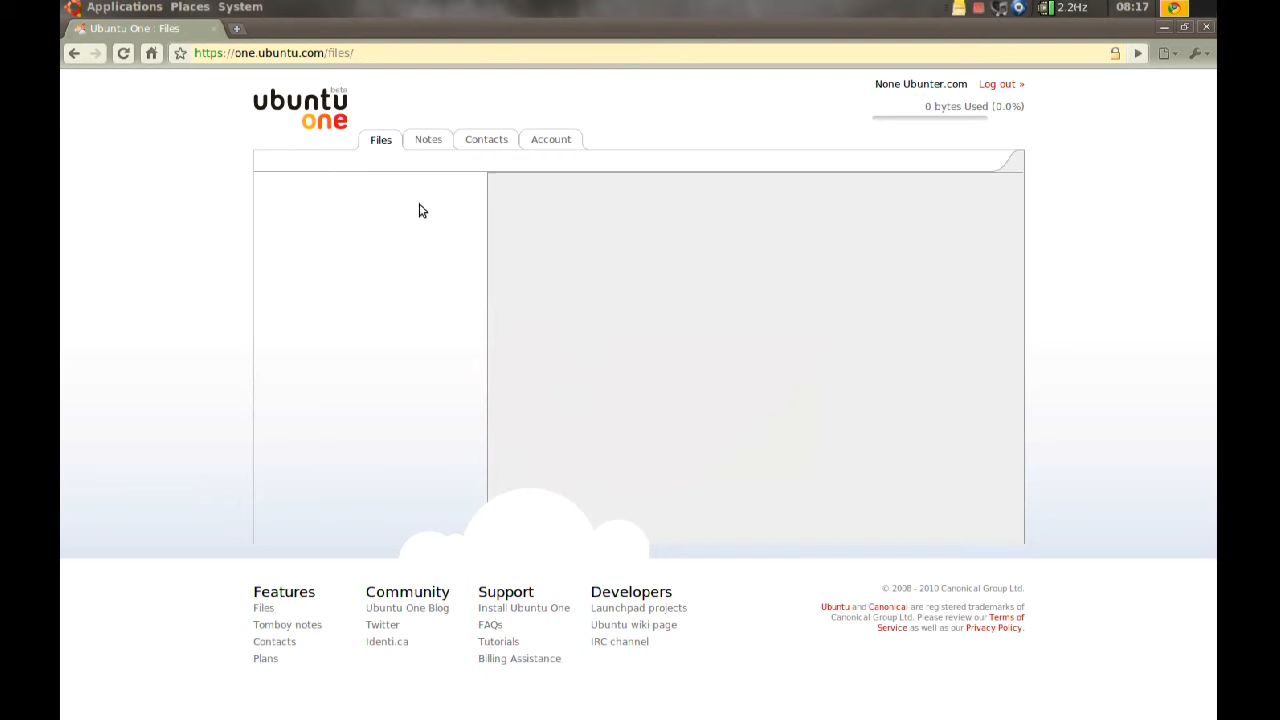 Applications Places System 2.2Hz 08:17
Ubuntu One : Files
https://one.ubuntu.com/files/
None Ubunter.com Log out »
ubuntu one beta
0 bytes Used (0.0%)
Files Notes Contacts Account
Features Community Support Developers
Files Ubuntu One Blog Install Ubuntu One Launchpad projects
Tomboy notes Twitter FAQs Ubuntu wiki page
Contacts Identi.ca Tutorials IRC channel
Plans Billing Assistance
© 2008 - 2010 Canonical Group Ltd.
Ubuntu and Canonical are registered trademarks of
Canonical Group Ltd. Please review our Terms of
Service as well as our Privacy Policy.